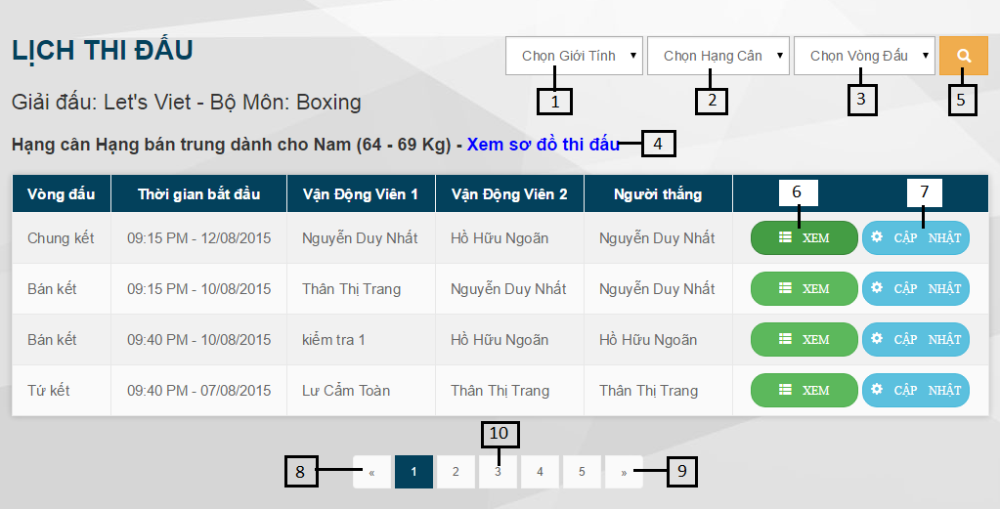 LỊCH THI ĐẤU
Chọn Giới Tính Chọn Hạng Cân Chọn Vòng Đấu
1 2 3 5
Giải đấu: Let's Viet - Bộ Môn: Boxing
Hạng cân Hạng bán trung dành cho Nam (64 - 69 Kg) - Xem sơ đồ thi đấu 4
6 7
Vòng đấu Thời gian bắt đầu Vận Động Viên 1 Vận Động Viên 2 Người thắng
Chung kết 09:15 PM - 12/08/2015 Nguyễn Duy Nhất Hồ Hữu Ngoãn Nguyễn Duy Nhất XEM CẬP NHẬT
Bán kết 09:15 PM - 10/08/2015 Thân Thị Trang Nguyễn Duy Nhất Nguyễn Duy Nhất XEM CẬP NHẬT
Bán kết 09:40 PM - 10/08/2015 kiểm tra 1 Hồ Hữu Ngoãn Hồ Hữu Ngoãn XEM CẬP NHẬT
Tứ kết 09:40 PM - 07/08/2015 Lư Cẩm Toàn Thân Thị Trang Thân Thị Trang XEM CẬP NHẬT
10
8 « 1 2 3 4 5 » 9